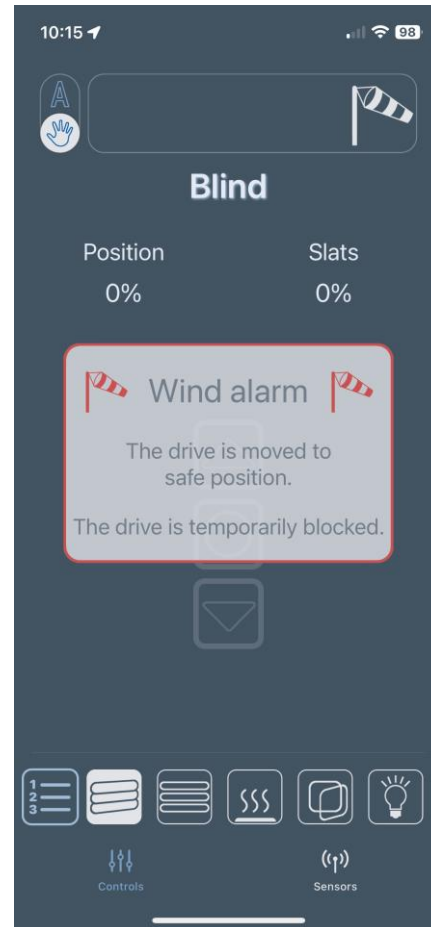 10:15
98
A
Blind
Position
Slats
0%
0%
Wind alarm
The drive is moved to
safe position.
The drive is temporarily blocked.
1
2
3
Controls
Sensors